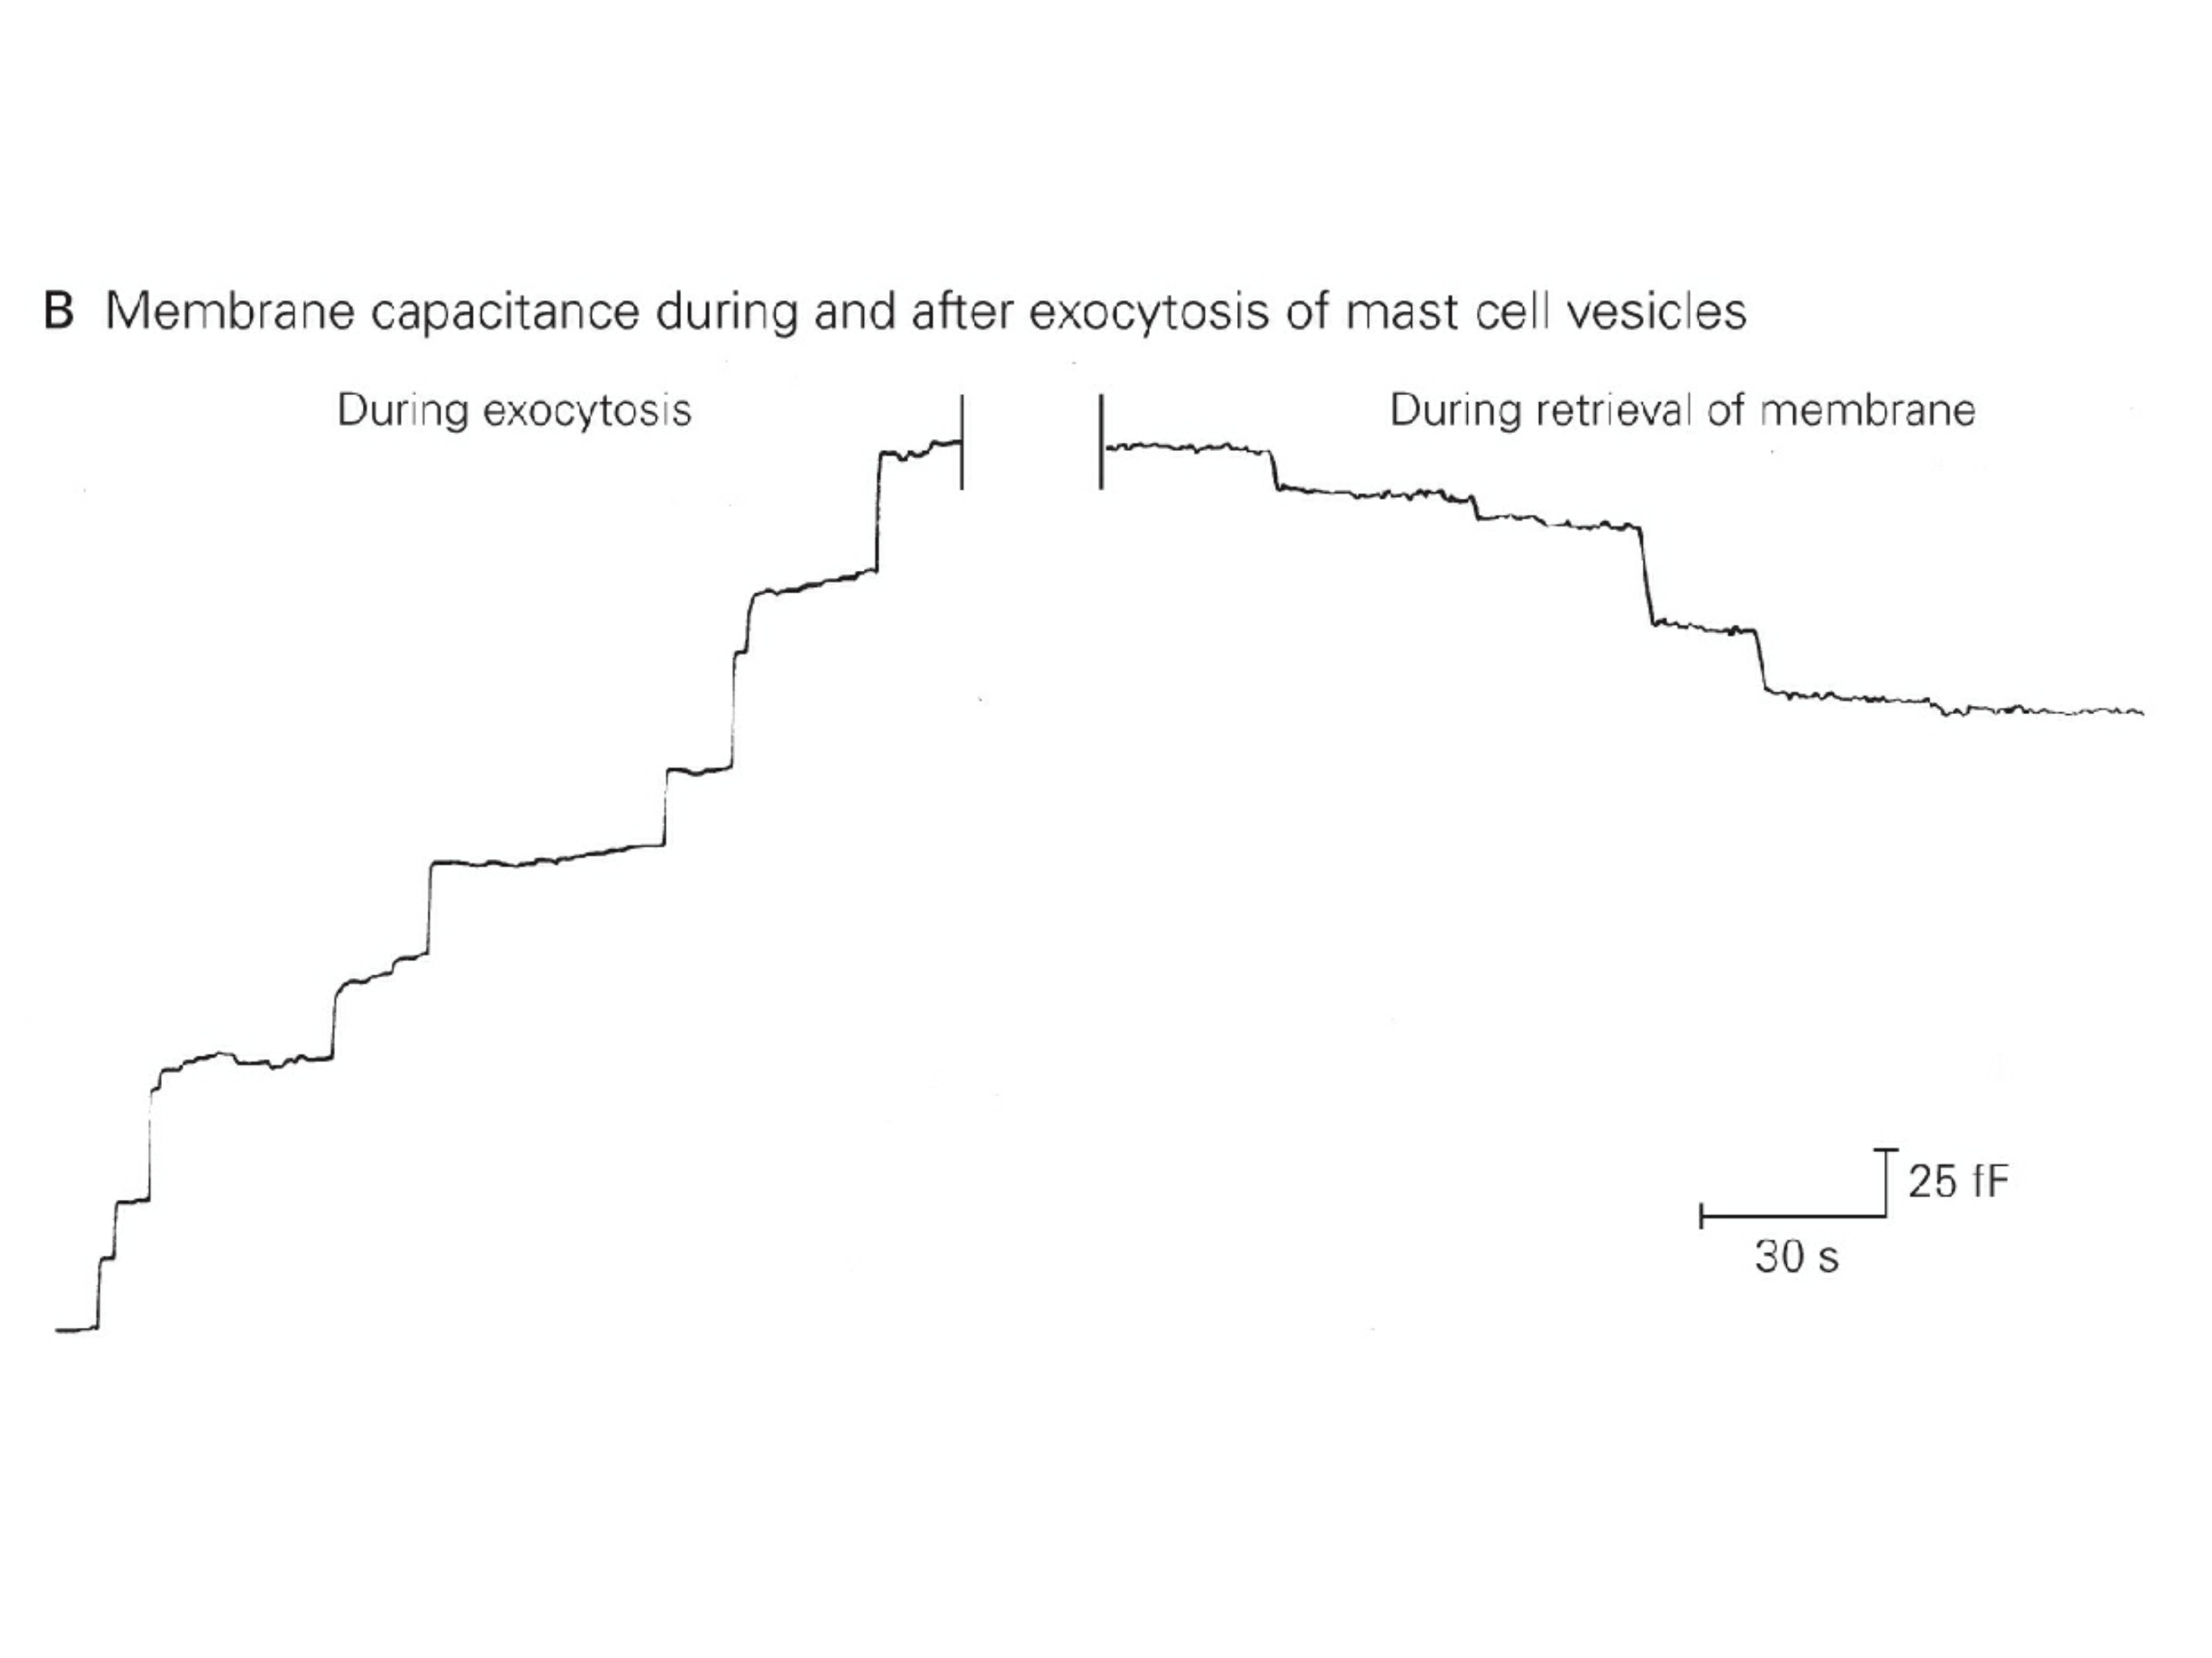 B Membrane capacitance during and after exocytosis of mast cell vesicles
During exocytosis
During retrieval of membrane
25 fF
30 s